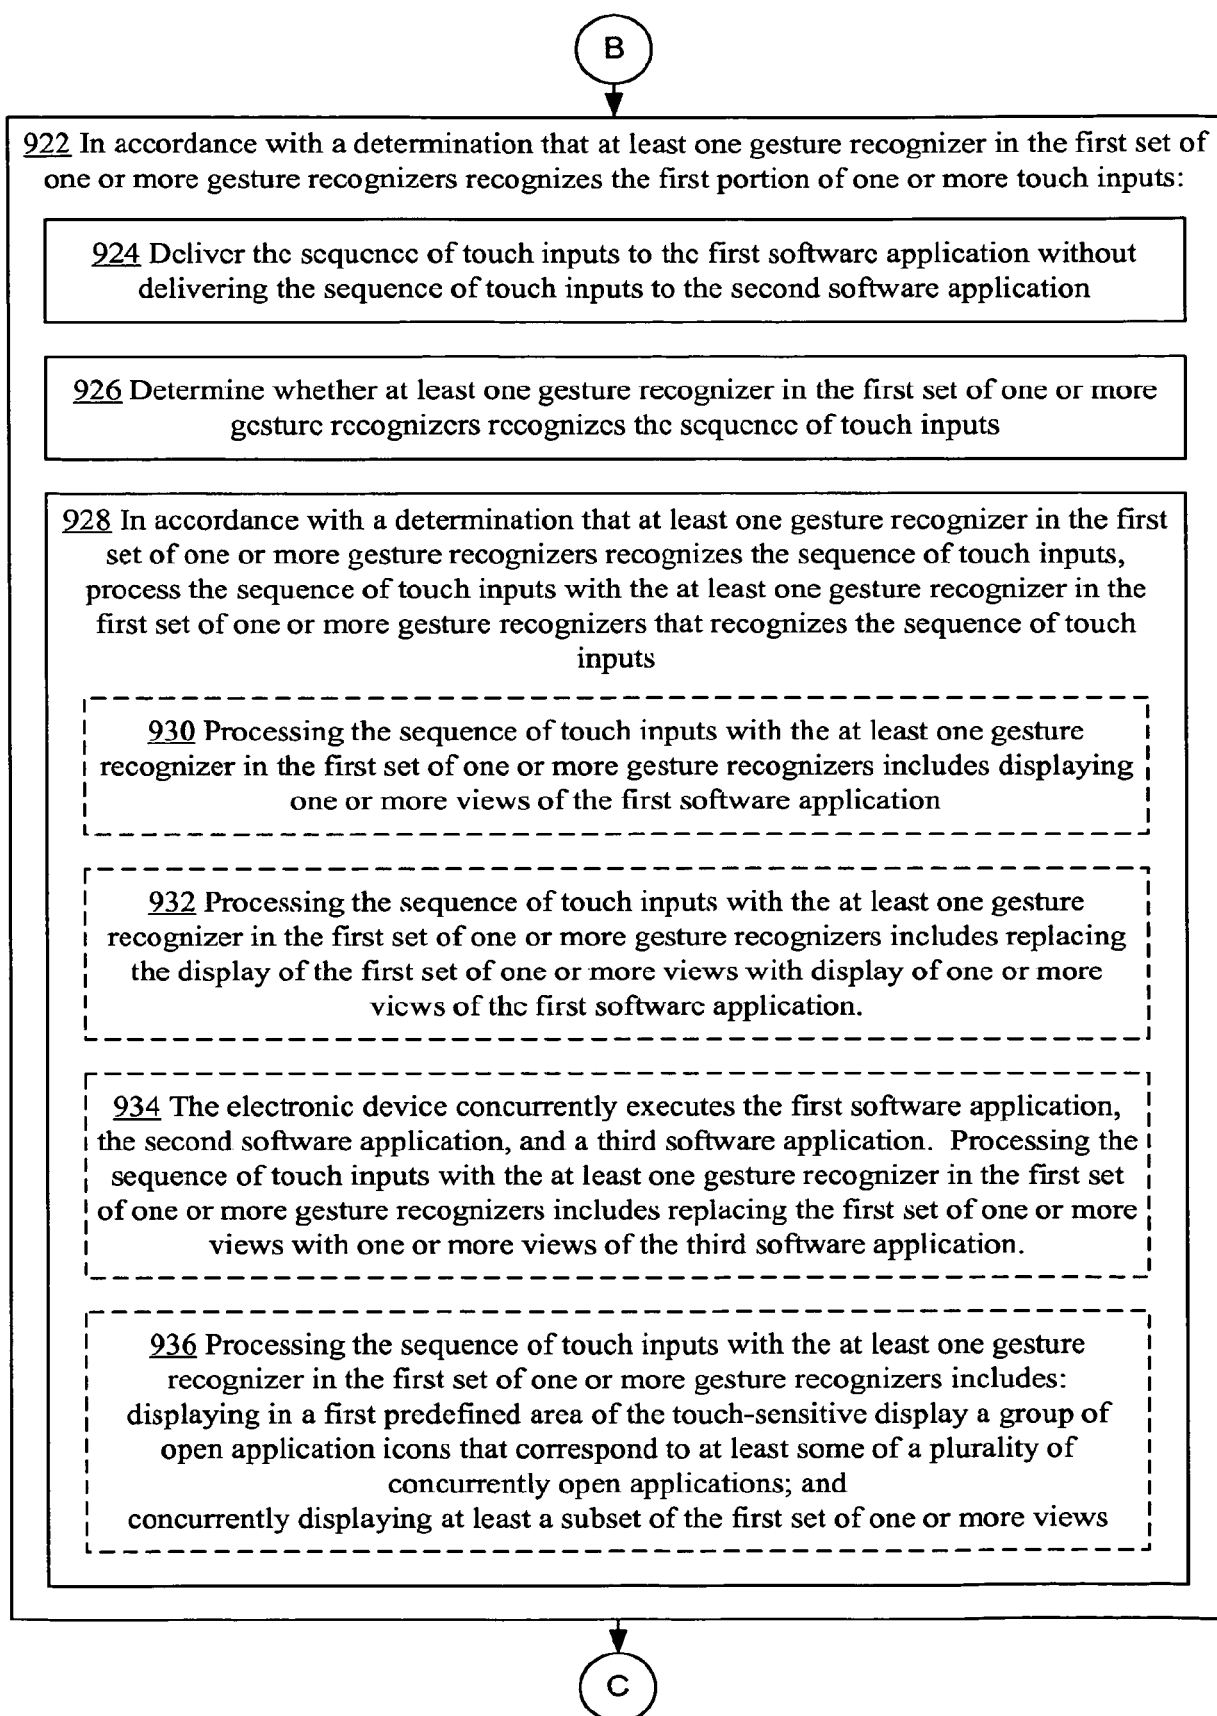 B
922 In accordance with a determination that at least one gesture recognizer in the first set of
one or more gesture recognizers recognizes the first portion of one or more touch inputs:
924 Deliver the sequence of touch inputs to the first software application without
delivering the sequence of touch inputs to the second software application
926 Determine whether at least one gesture recognizer in the first set of one or more
gesture recognizers recognizes the sequence of touch inputs
928 In accordance with a determination that at least one gesture recognizer in the first
set of one or more gesture recognizers recognizes the sequence of touch inputs,
process the sequence of touch inputs with the at least one gesture recognizer in the
first set of one or more gesture recognizers that recognizes the sequence of touch
inputs
930 Processing the sequence of touch inputs with the at least one gesture
recognizer in the first set of one or more gesture recognizers includes displaying
one or more views of the first software application
932 Processing the sequence of touch inputs with the at least one gesture
recognizer in the first set of one or more gesture recognizers includes replacing
the display of the first set of one or more views with display of one or more
views of the first software application.
934 The electronic device concurrently executes the first software application,
the second software application, and a third software application. Processing the
sequence of touch inputs with the at least one gesture recognizer in the first set
of one or more gesture recognizers includes replacing the first set of one or more
views with one or more views of the third software application.
936 Processing the sequence of touch inputs with the at least one gesture
recognizer in the first set of one or more gesture recognizers includes:
displaying in a first predefined area of the touch-sensitive display a group of
open application icons that correspond to at least some of a plurality of
concurrently open applications; and
concurrently displaying at least a subset of the first set of one or more views
C